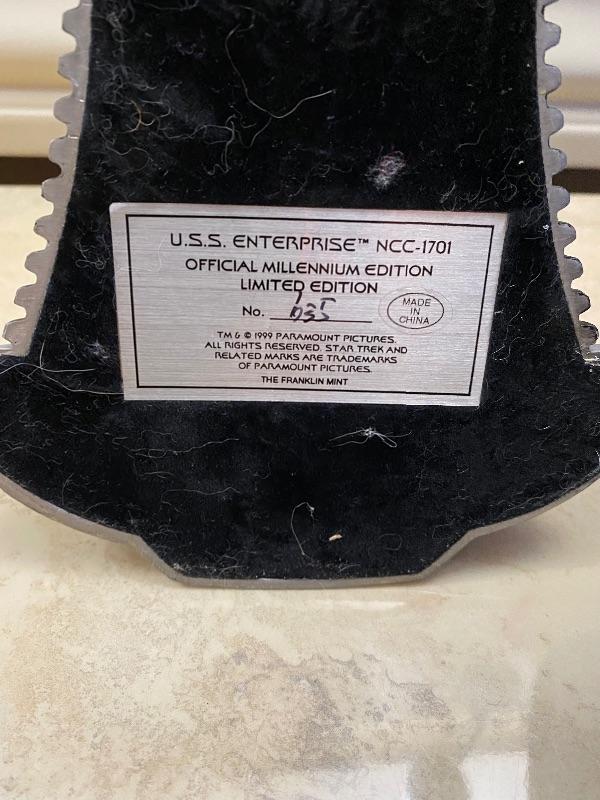 U.S.S. ENTERPRISE™ NCC-1701
OFFICIAL MILLENNIUM EDITION
LIMITED EDITION
No.
MADE
IN
CHINA
TM & © 1999 PARAMOUNT PICTURES.
ALL RIGHTS RESERVED. STAR TREK AND
RELATED MARKS ARE TRADEMARKS
OF PARAMOUNT PICTURES.
THE FRANKLIN MINT